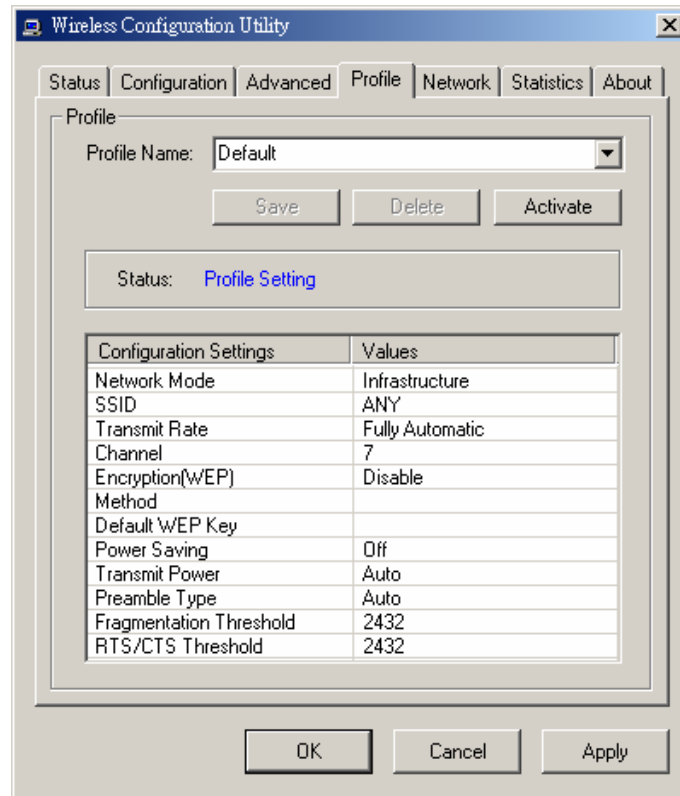 Wireless Configuration Utility
Status Configuration Advanced Profile Network Statistics About
Profile
Profile Name: Default
Save Delete Activate
Status: Profile Setting
Configuration Settings Values
Network Mode Infrastructure
SSID ANY
Transmit Rate Fully Automatic
Channel 7
Encryption(WEP) Disable
Method
Default WEP Key
Power Saving Off
Transmit Power Auto
Preamble Type Auto
Fragmentation Threshold 2432
RTS/CTS Threshold 2432
OK Cancel Apply